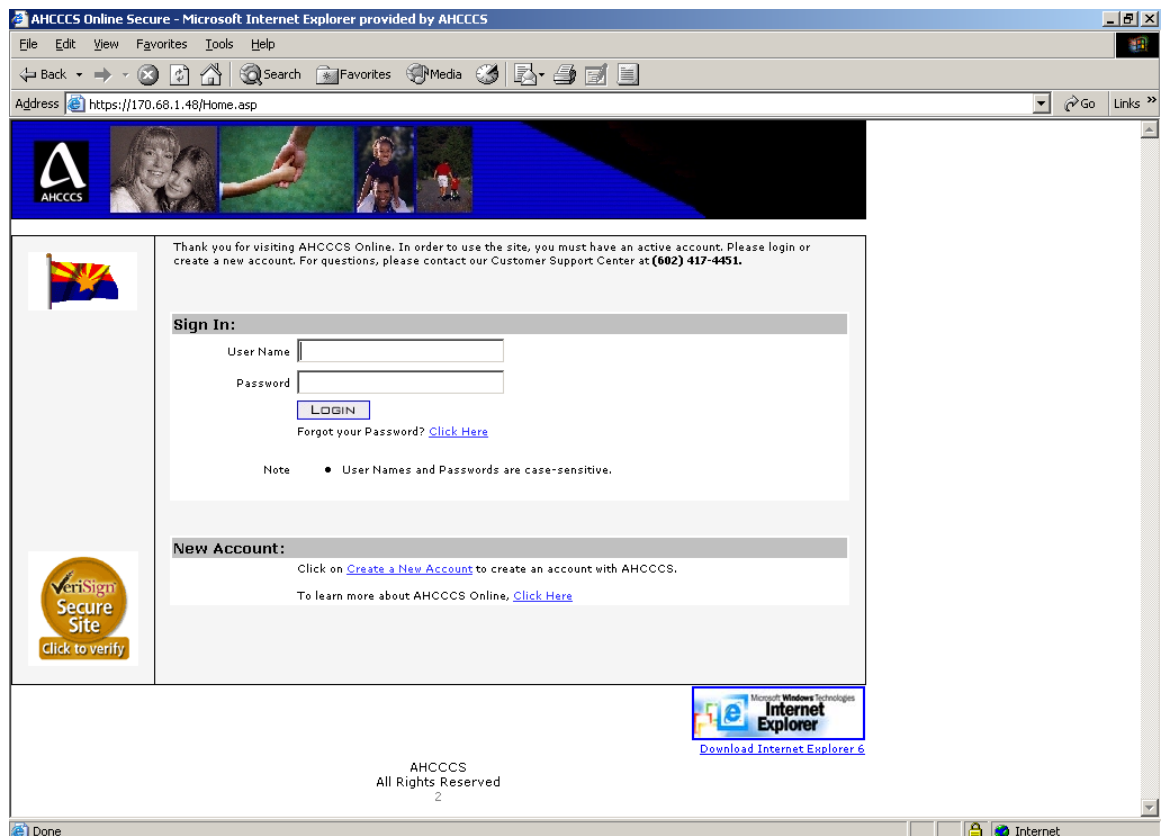 AHCCCS Online Secure - Microsoft Internet Explorer provided by AHCCCS
File Edit View Favorites Tools Help
Back Search Favorites Media
Address https://170.68.1.48/Home.asp Go Links »
AHCCCS
Thank you for visiting AHCCCS Online. In order to use the site, you must have an active account. Please login or
create a new account. For questions, please contact our Customer Support Center at (602) 417-4451.
Sign In:
User Name
Password
LOGIN
Forgot your Password? Click Here
Note • User Names and Passwords are case-sensitive.
New Account:
Click on Create a New Account to create an account with AHCCCS.
To learn more about AHCCCS Online, Click Here
VeriSign
Secure
Site
Click to verify
Microsoft Windows Technologies
Internet
Explorer
Download Internet Explorer 6
AHCCCS
All Rights Reserved
2
Done Internet